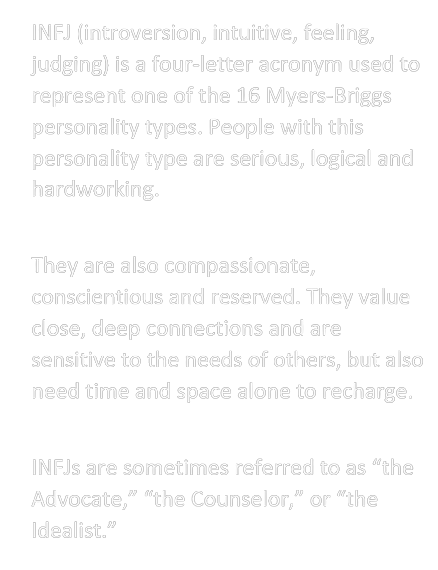 INFJ (introversion, intuitive, feeling,
judging) is a four-letter acronym used to
represent one of the 16 Myers-Briggs
personality types. People with this
personality type are serious, logical and
hardworking.
They are also compassionate,
conscientious and reserved. They value
close, deep connections and are
sensitive to the needs of others, but also
need time and space alone to recharge.
INFJs are sometimes referred to as “the
Advocate,” “the Counselor,” or “the
Idealist.”